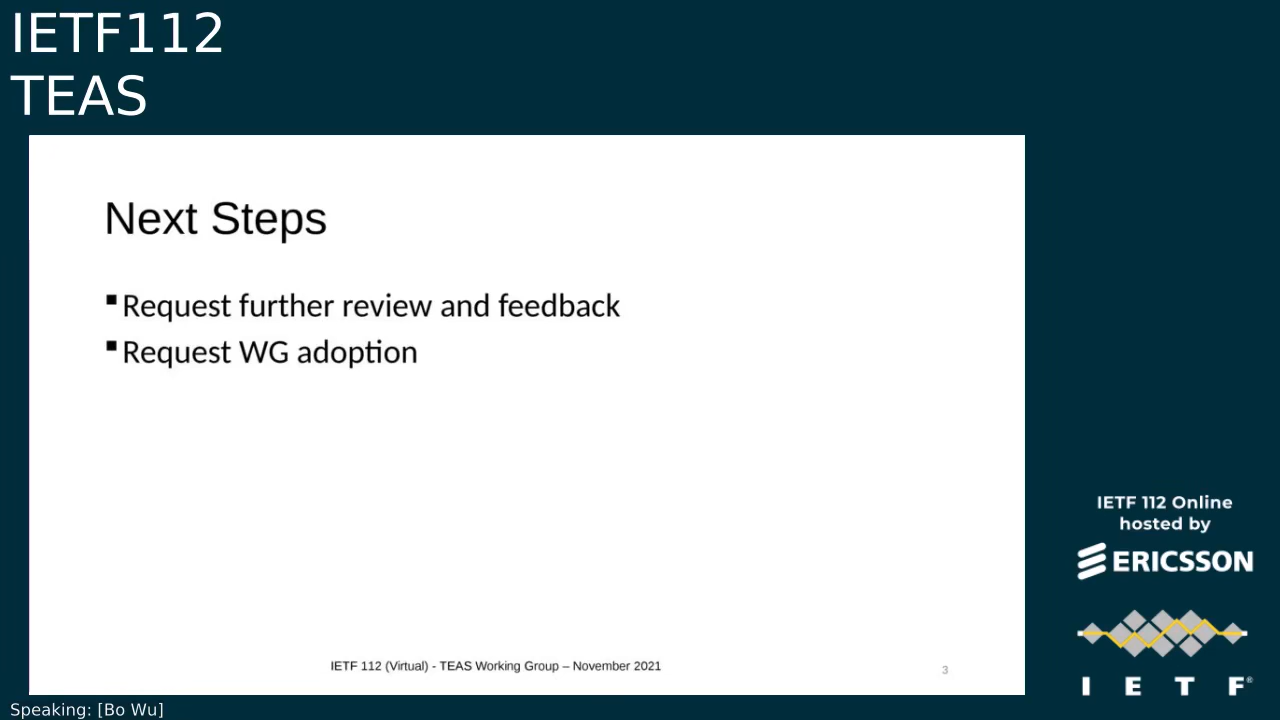 IETF112
TEAS
Next Steps
▪Request further review and feedback
▪Request WG adoption
IETF 112 (Virtual) - TEAS Working Group – November 2021
3
IETF 112 Online
hosted by
ERICSSON
I E T F®
Speaking: [Bo Wu]